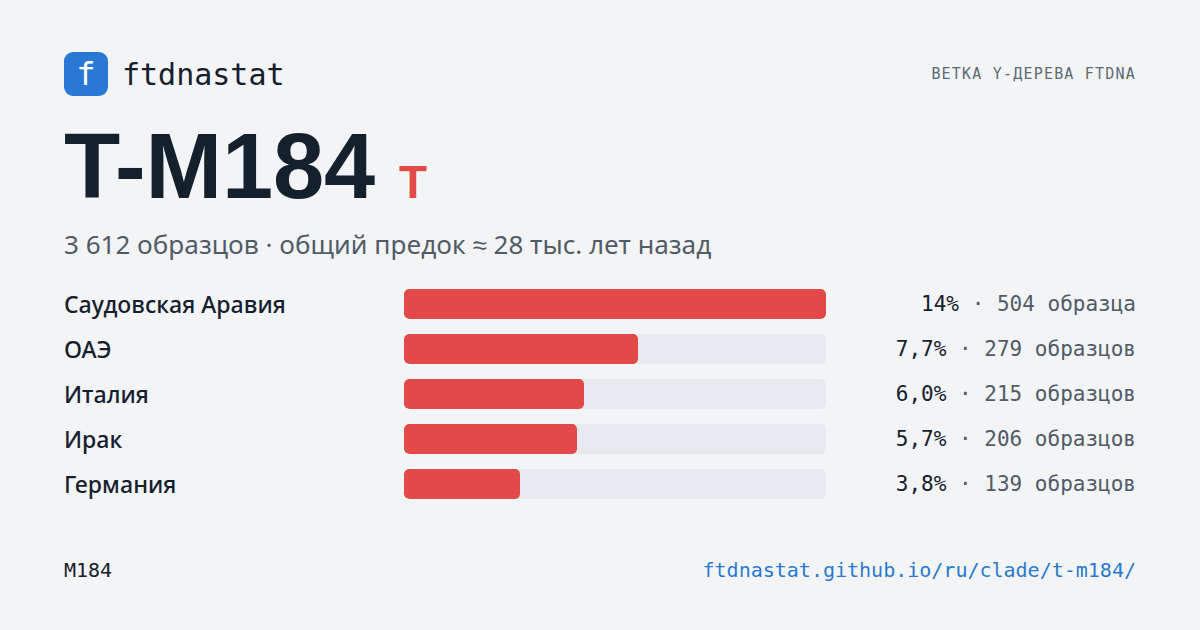 f ftdnastat
ВЕТКА Y-ДЕРЕВА FTDNA
T-M184 T
3 612 образцов · общий предок ≈ 28 тыс. лет назад
Саудовская Аравия 14% · 504 образца
ОАЭ 7,7% · 279 образцов
Италия 6,0% · 215 образцов
Ирак 5,7% · 206 образцов
Германия 3,8% · 139 образцов
M184
ftdnastat.github.io/ru/clade/t-m184/